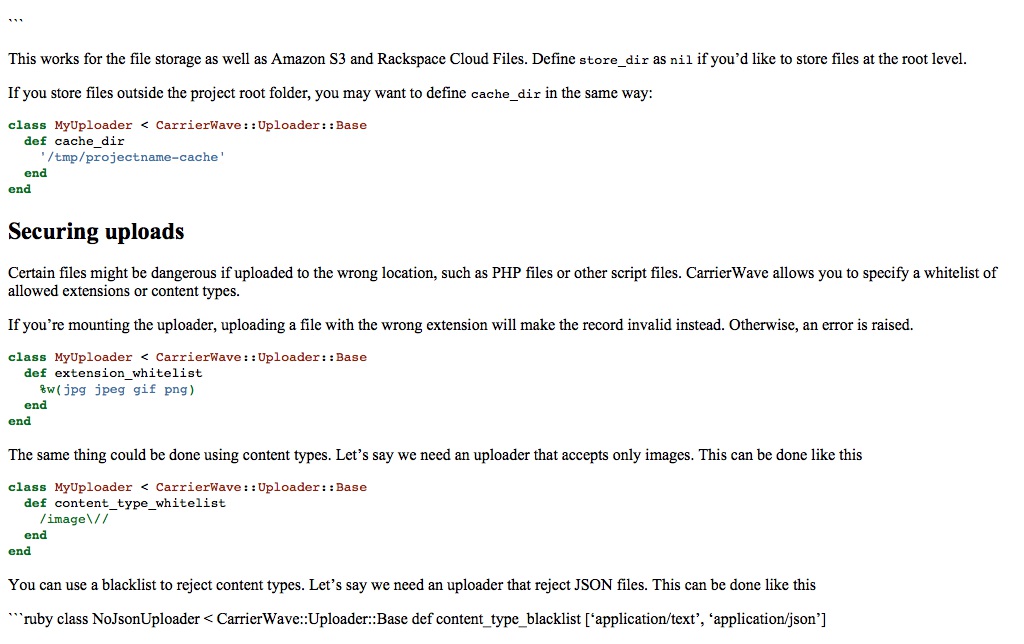 ```
This works for the file storage as well as Amazon S3 and Rackspace Cloud Files. Define store_dir as nil if you’d like to store files at the root level.
If you store files outside the project root folder, you may want to define cache_dir in the same way:
class MyUploader < CarrierWave::Uploader::Base
  def cache_dir
    '/tmp/projectname-cache'
  end
end
Securing uploads
Certain files might be dangerous if uploaded to the wrong location, such as PHP files or other script files. CarrierWave allows you to specify a whitelist of
allowed extensions or content types.
If you’re mounting the uploader, uploading a file with the wrong extension will make the record invalid instead. Otherwise, an error is raised.
class MyUploader < CarrierWave::Uploader::Base
  def extension_whitelist
    %w(jpg jpeg gif png)
  end
end
The same thing could be done using content types. Let’s say we need an uploader that accepts only images. This can be done like this
class MyUploader < CarrierWave::Uploader::Base
  def content_type_whitelist
    /image\//
  end
end
You can use a blacklist to reject content types. Let’s say we need an uploader that reject JSON files. This can be done like this
```ruby class NoJsonUploader < CarrierWave::Uploader::Base def content_type_blacklist [‘application/text’, ‘application/json’]